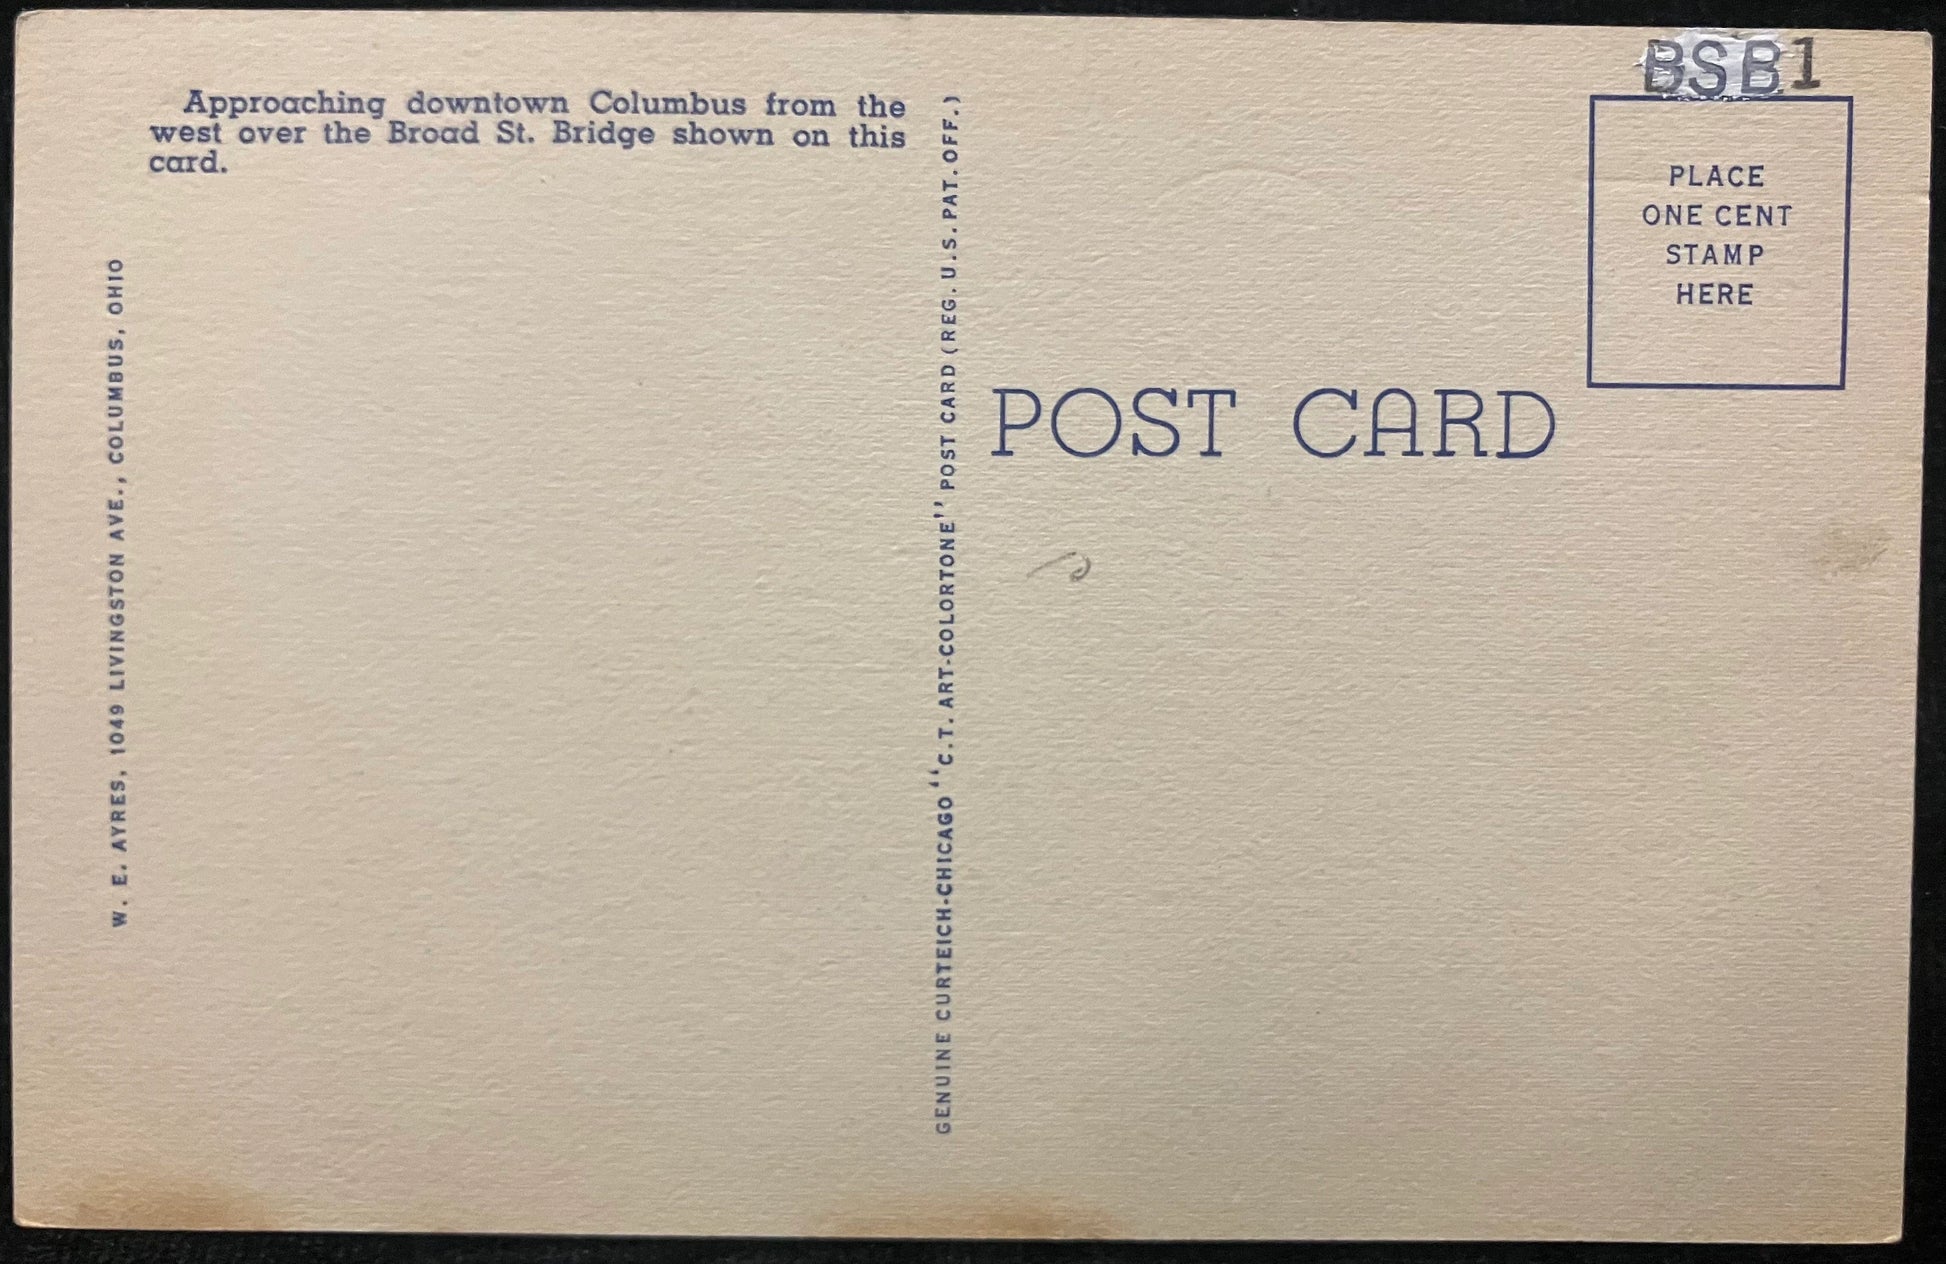 Approaching downtown Columbus from the
west over the Broad St. Bridge shown on this
card.
W. E. AYRES, 1049 LIVINGSTON AVE., COLUMBUS, OHIO
GENUINE CURTEICH-CHICAGO "C.T. ART-COLORTONE" POST CARD (REG. U.S. PAT. OFF.)
BSB1
PLACE
ONE CENT
STAMP
HERE
POST CARD